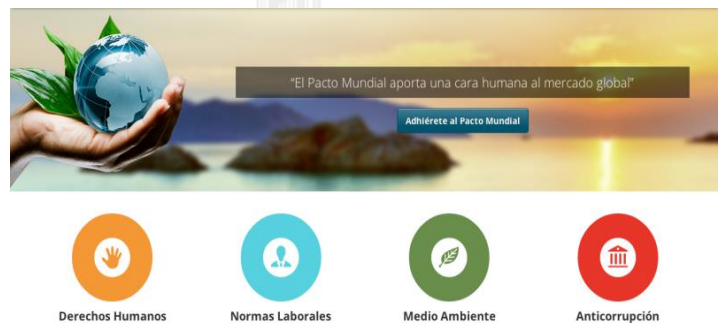 "El Pacto Mundial aporta una cara humana al mercado global"
Adhiérete al Pacto Mundial
Derechos Humanos
Normas Laborales
Medio Ambiente
Anticorrupción